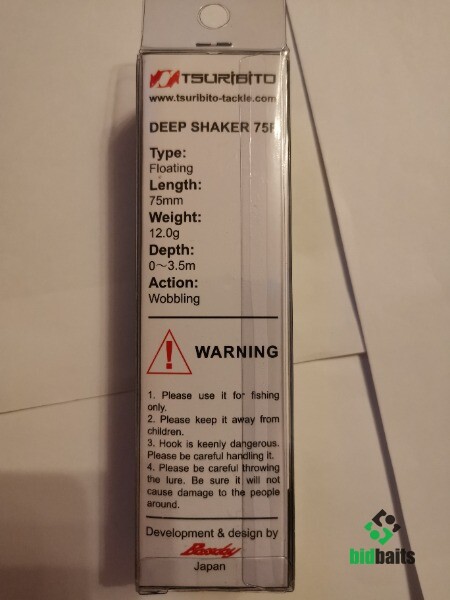 TSURIBITO
www.tsuribito-tackle.com
DEEP SHAKER 75F
Type:
Floating
Length:
75mm
Weight:
12.0g
Depth:
0~3.5m
Action:
Wobbling
WARNING
1. Please use it for fishing
only.
2. Please keep it away from
children.
3. Hook is keenly dangerous.
Please be careful handling it.
4. Please be careful throwing
the lure. Be sure it will not
cause damage to the people
around.
Development & design by
Japan
bidbaits